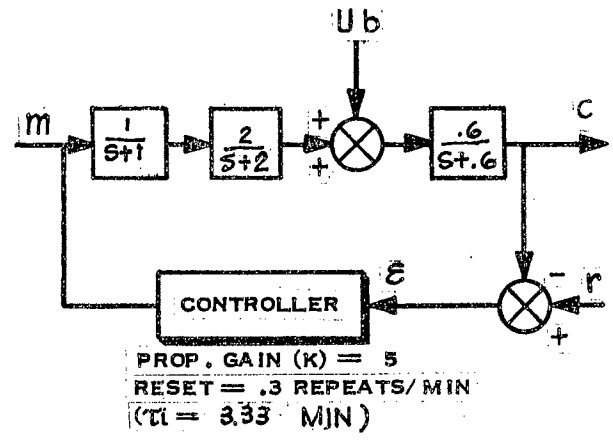 Ub
m
1
S+1
2
S+2
+
+
.6
S+.6
C
CONTROLLER
ε
-
r
+
PROP. GAIN (K) = 5
RESET = .3 REPEATS/MIN
(τi = 3.33 MIN)